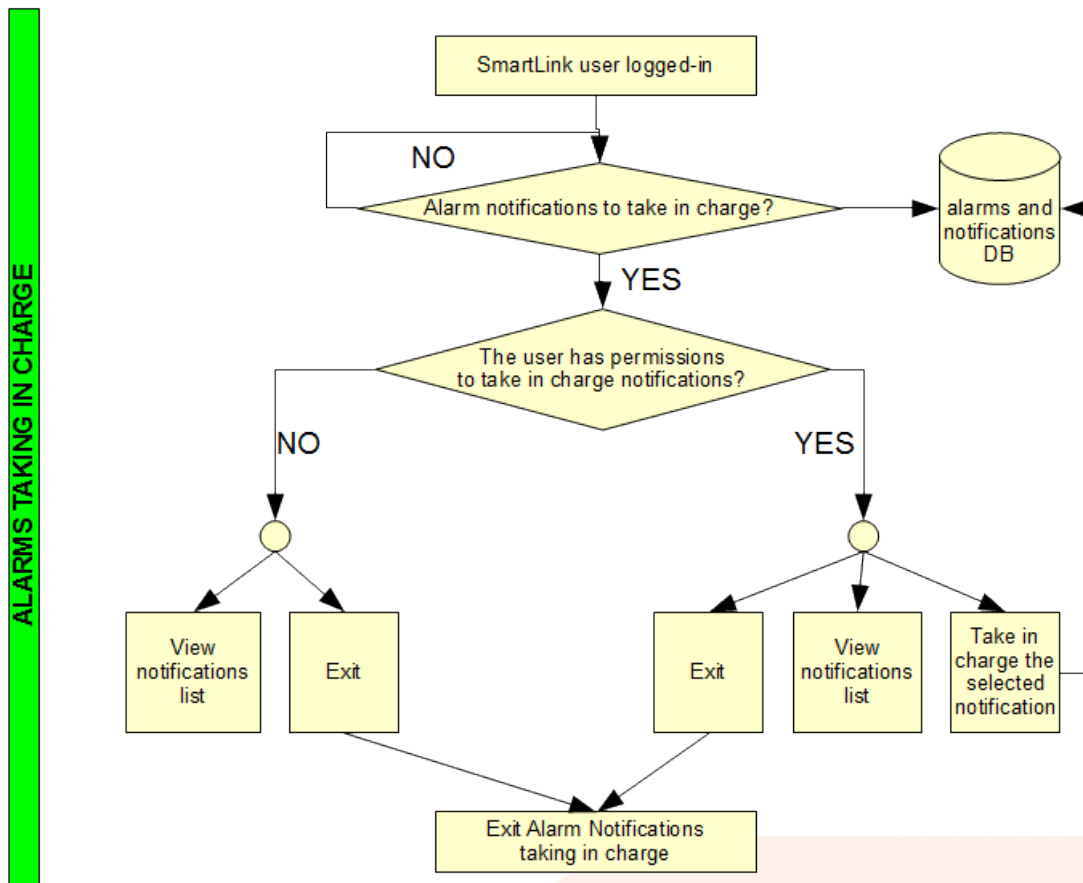 ALARMS TAKING IN CHARGE
SmartLink user logged-in
NO
Alarm notifications to take in charge?
alarms and
notifications
DB
YES
The user has permissions
to take in charge notifications?
NO
YES
View
notifications
list
Exit
Exit
View
notifications
list
Take in
charge the
selected
notification
Exit Alarm Notifications
taking in charge